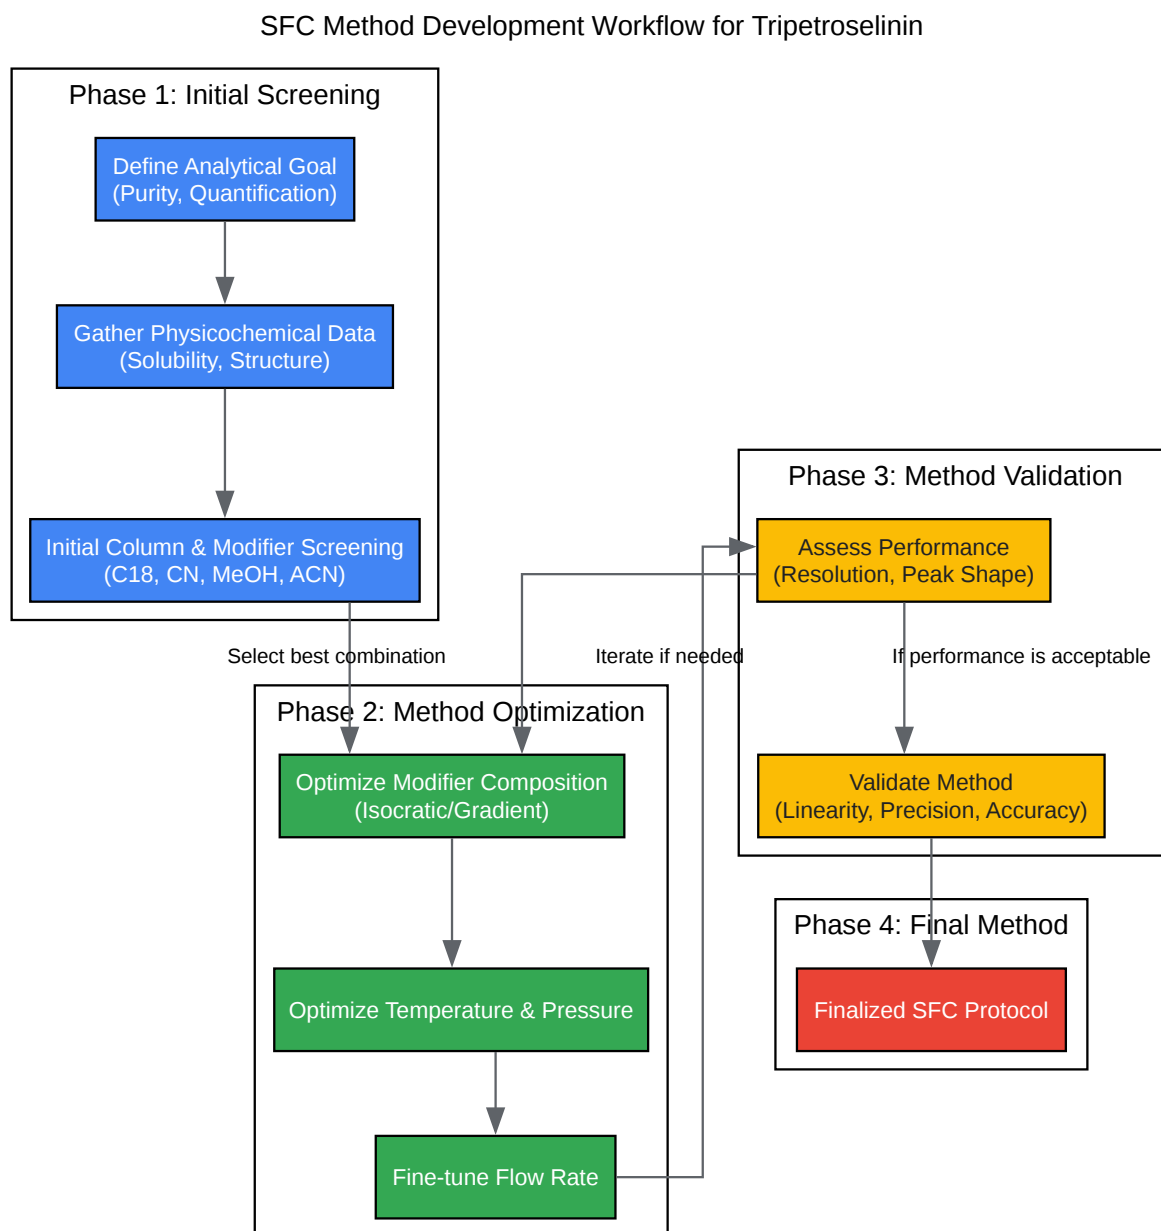 SFC Method Development Workflow for Tripetroselinin
Phase 1: Initial Screening
Define Analytical Goal
(Purity, Quantification)
Gather Physicochemical Data
(Solubility, Structure)
Initial Column & Modifier Screening
(C18, CN, MeOH, ACN)
Select best combination
Phase 2: Method Optimization
Optimize Modifier Composition
(Isocratic/Gradient)
Optimize Temperature & Pressure
Fine-tune Flow Rate
Iterate if needed
Phase 3: Method Validation
Assess Performance
(Resolution, Peak Shape)
If performance is acceptable
Validate Method
(Linearity, Precision, Accuracy)
Phase 4: Final Method
Finalized SFC Protocol